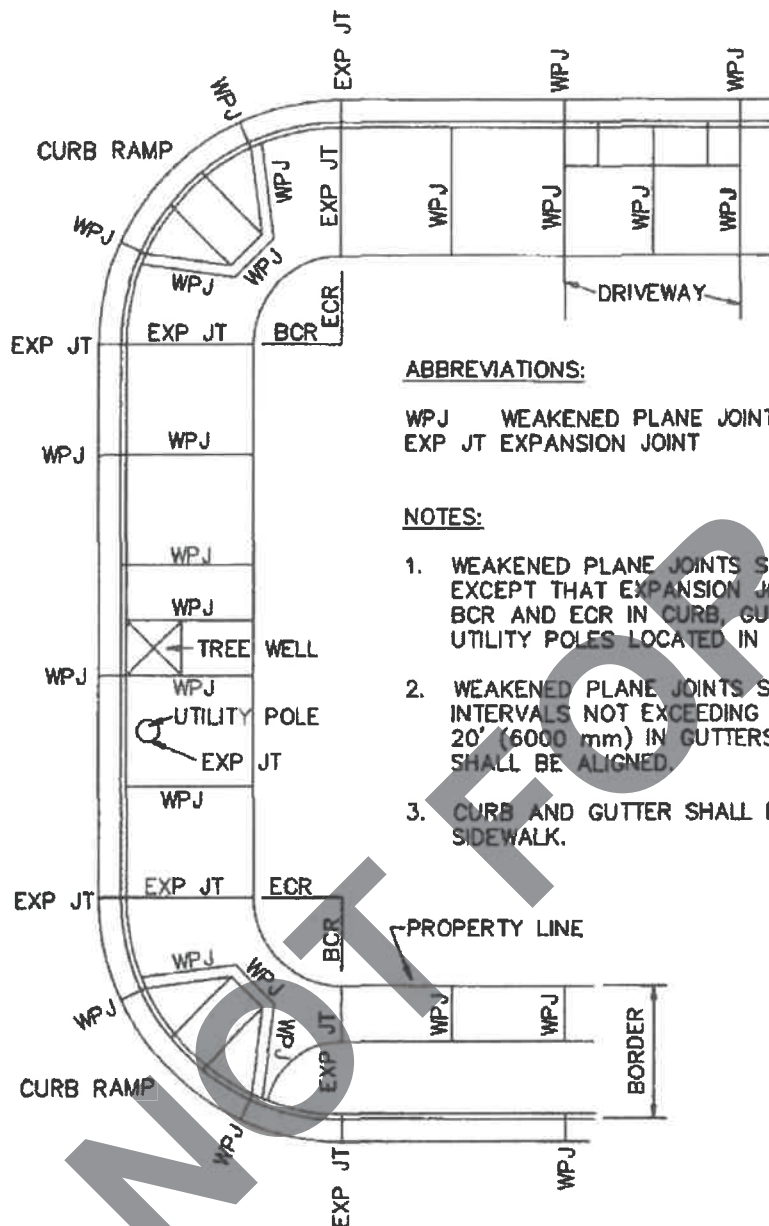 EXP JT
WPJ
WPJ
WPJ
CURB RAMP
WPJ
EXP JT
WPJ
WPJ
WPJ
WPJ
WPJ
WPJ
WPJ
DRIVEWAY
ECR
EXP JT
EXP JT
BCR
ABBREVIATIONS:
WPJ WEAKENED PLANE JOINT
EXP JT EXPANSION JOINT
WPJ
WPJ
NOTES:
1. WEAKENED PLANE JOINTS S
EXCEPT THAT EXPANSION JO
BCR AND ECR IN CURB, GU
UTILITY POLES LOCATED IN
WPJ
WPJ
TREE WELL
WPJ
WPJ
2. WEAKENED PLANE JOINTS S
INTERVALS NOT EXCEEDING
20' (6000 mm) IN GUTTERS
SHALL BE ALIGNED.
UTILITY POLE
EXP JT
WPJ
3. CURB AND GUTTER SHALL B
SIDEWALK.
EXP JT
EXP JT
ECR
BCR
PROPERTY LINE
WPJ
WPJ
WPJ
WPJ
EXP JT
WPJ
WPJ
BORDER
CURB RAMP
WPJ
EXP JT
WPJ
NOT FOR